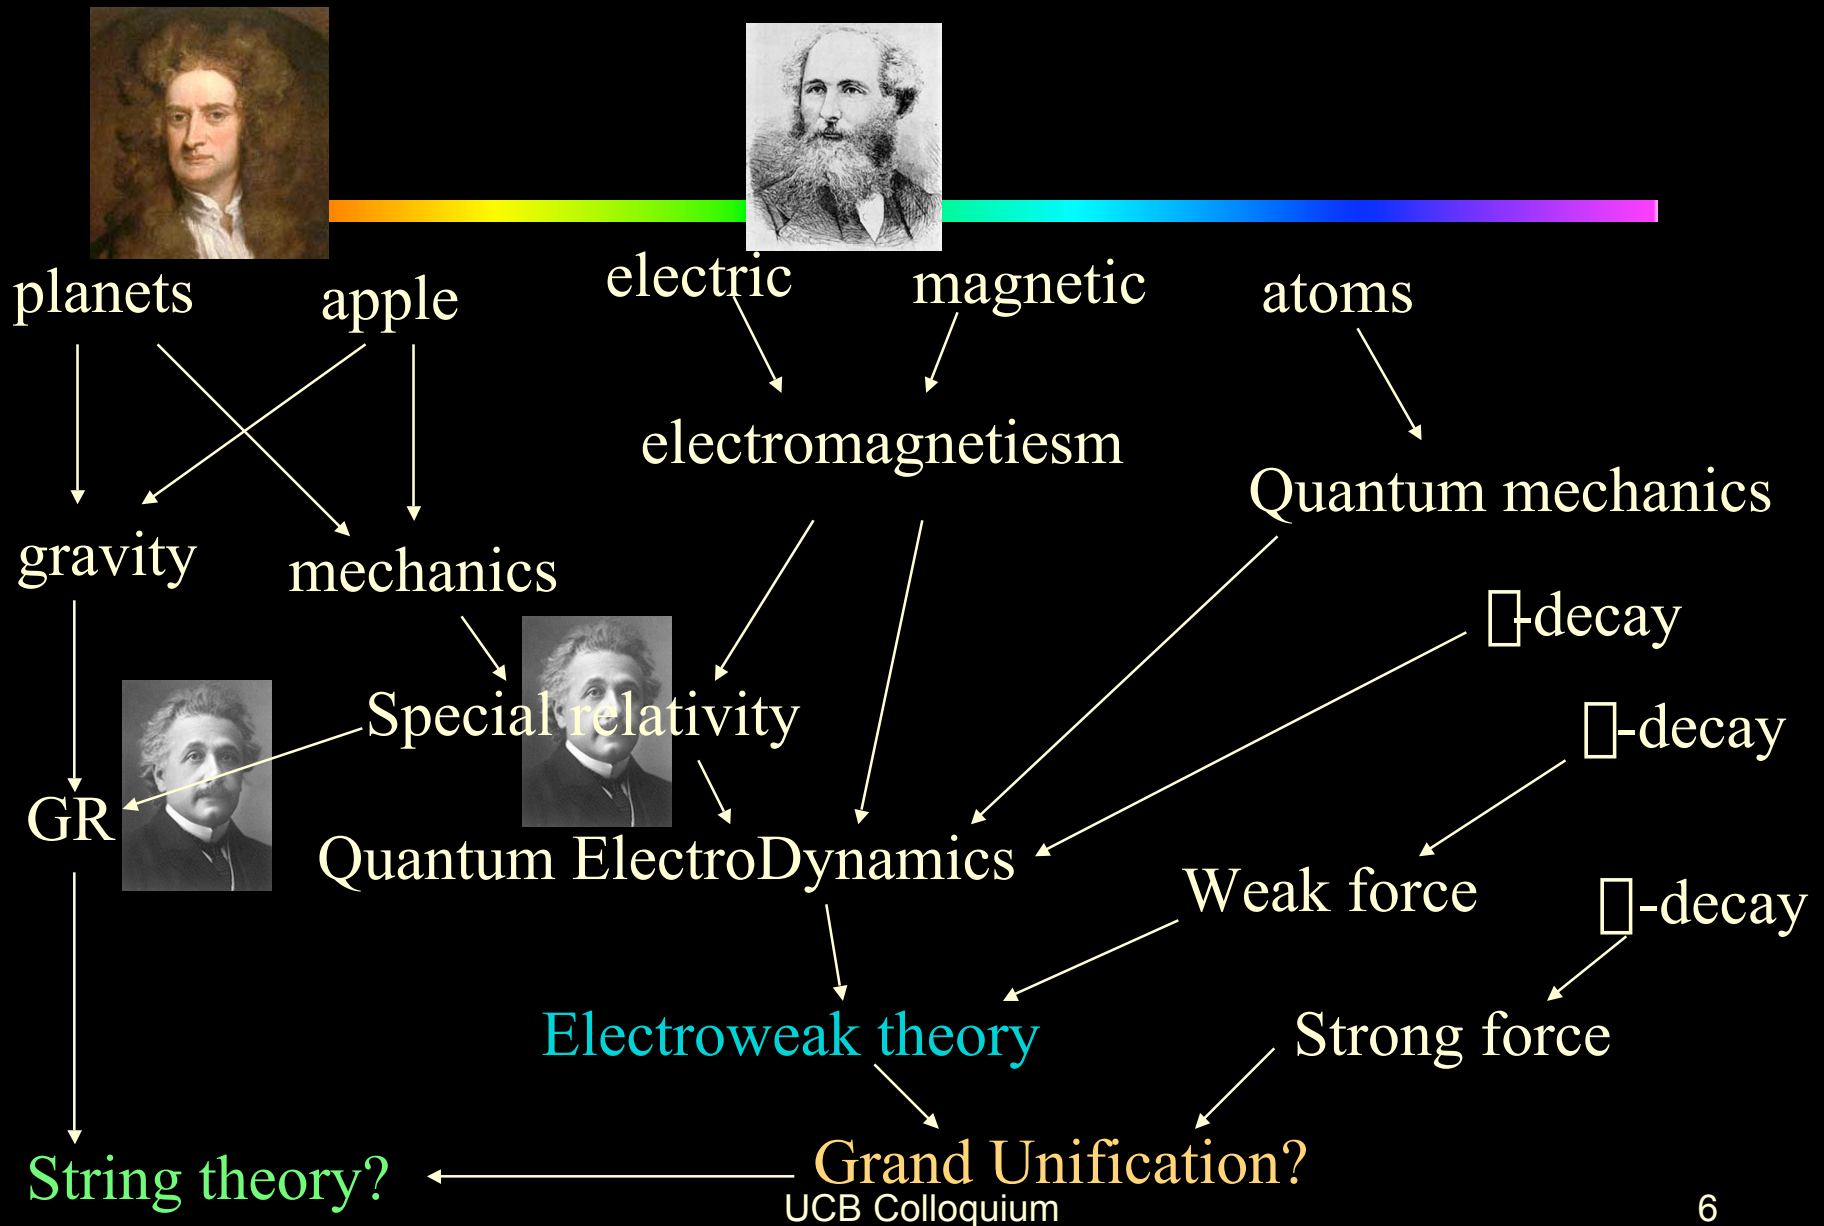 planets
apple
electric
magnetic
atoms
electromagnetiesm
Quantum mechanics
gravity
mechanics
▯-decay
Special relativity
▯-decay
GR
Quantum ElectroDynamics
Weak force
▯-decay
Electroweak theory
Strong force
String theory?
Grand Unification?
UCB Colloquium
6